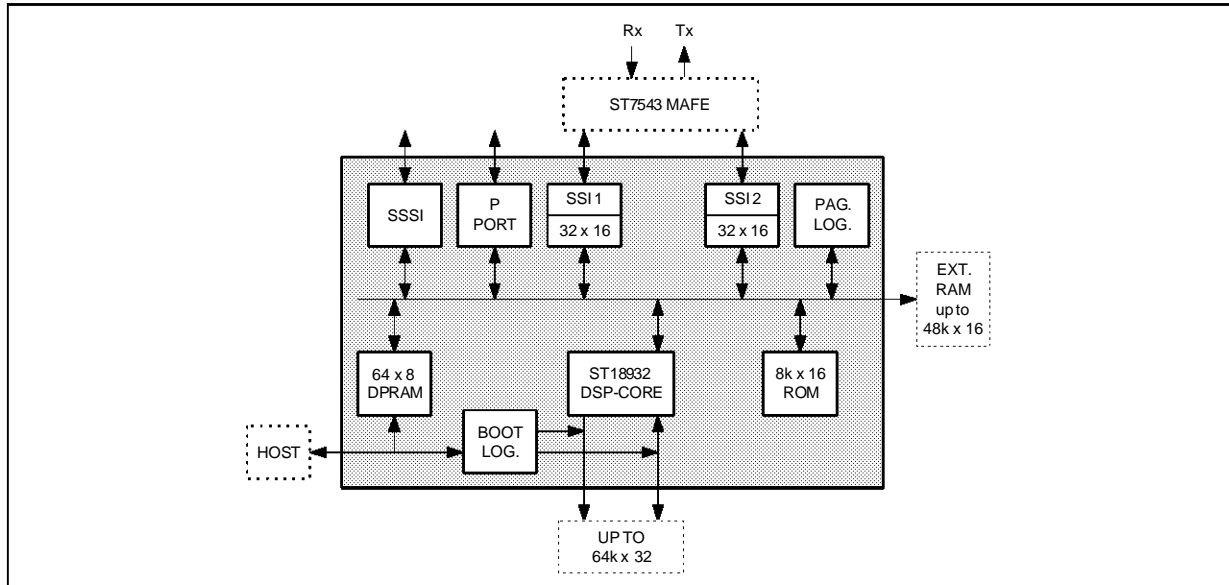 Rx Tx
ST7543 MAFE
SSSI
P
PORT
SSI 1
32 x 16
SSI 2
32 x 16
PAG.
LOG.
EXT.
RAM
up to
48k x 16
64 x 8
DPRAM
ST18932
DSP-CORE
8k x 16
ROM
HOST
BOOT
LOG.
UP TO
64k x 32